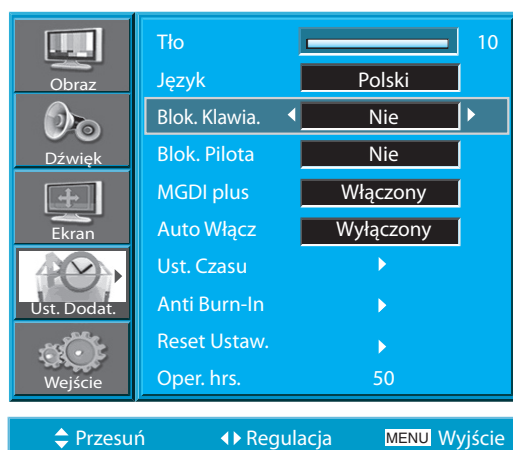 Obraz
Dźwięk
Ekran
Ust. Dodat.
Wejście
Tło 10
Język Polski
Blok. Klawia. Nie
Blok. Pilota Nie
MGDI plus Włączony
Auto Włącz Wyłączony
Ust. Czasu
Anti Burn-In
Reset Ustaw.
Oper. hrs. 50
Przesuń Regulacja MENU Wyjście